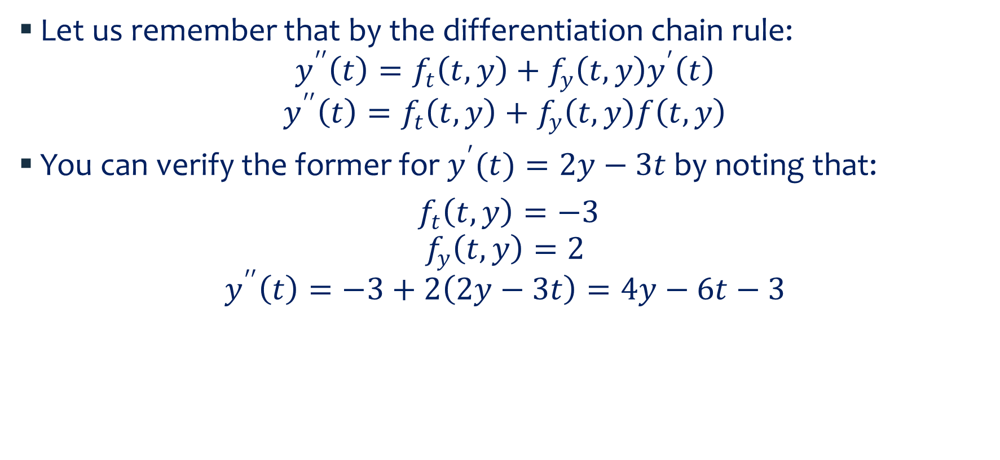 ▪ Let us remember that by the differentiation chain rule:
y''(t) = f_t(t, y) + f_y(t, y)y'(t)
y''(t) = f_t(t, y) + f_y(t, y)f(t, y)
▪ You can verify the former for y'(t) = 2y − 3t by noting that:
f_t(t, y) = −3
f_y(t, y) = 2
y''(t) = −3 + 2(2y − 3t) = 4y − 6t − 3